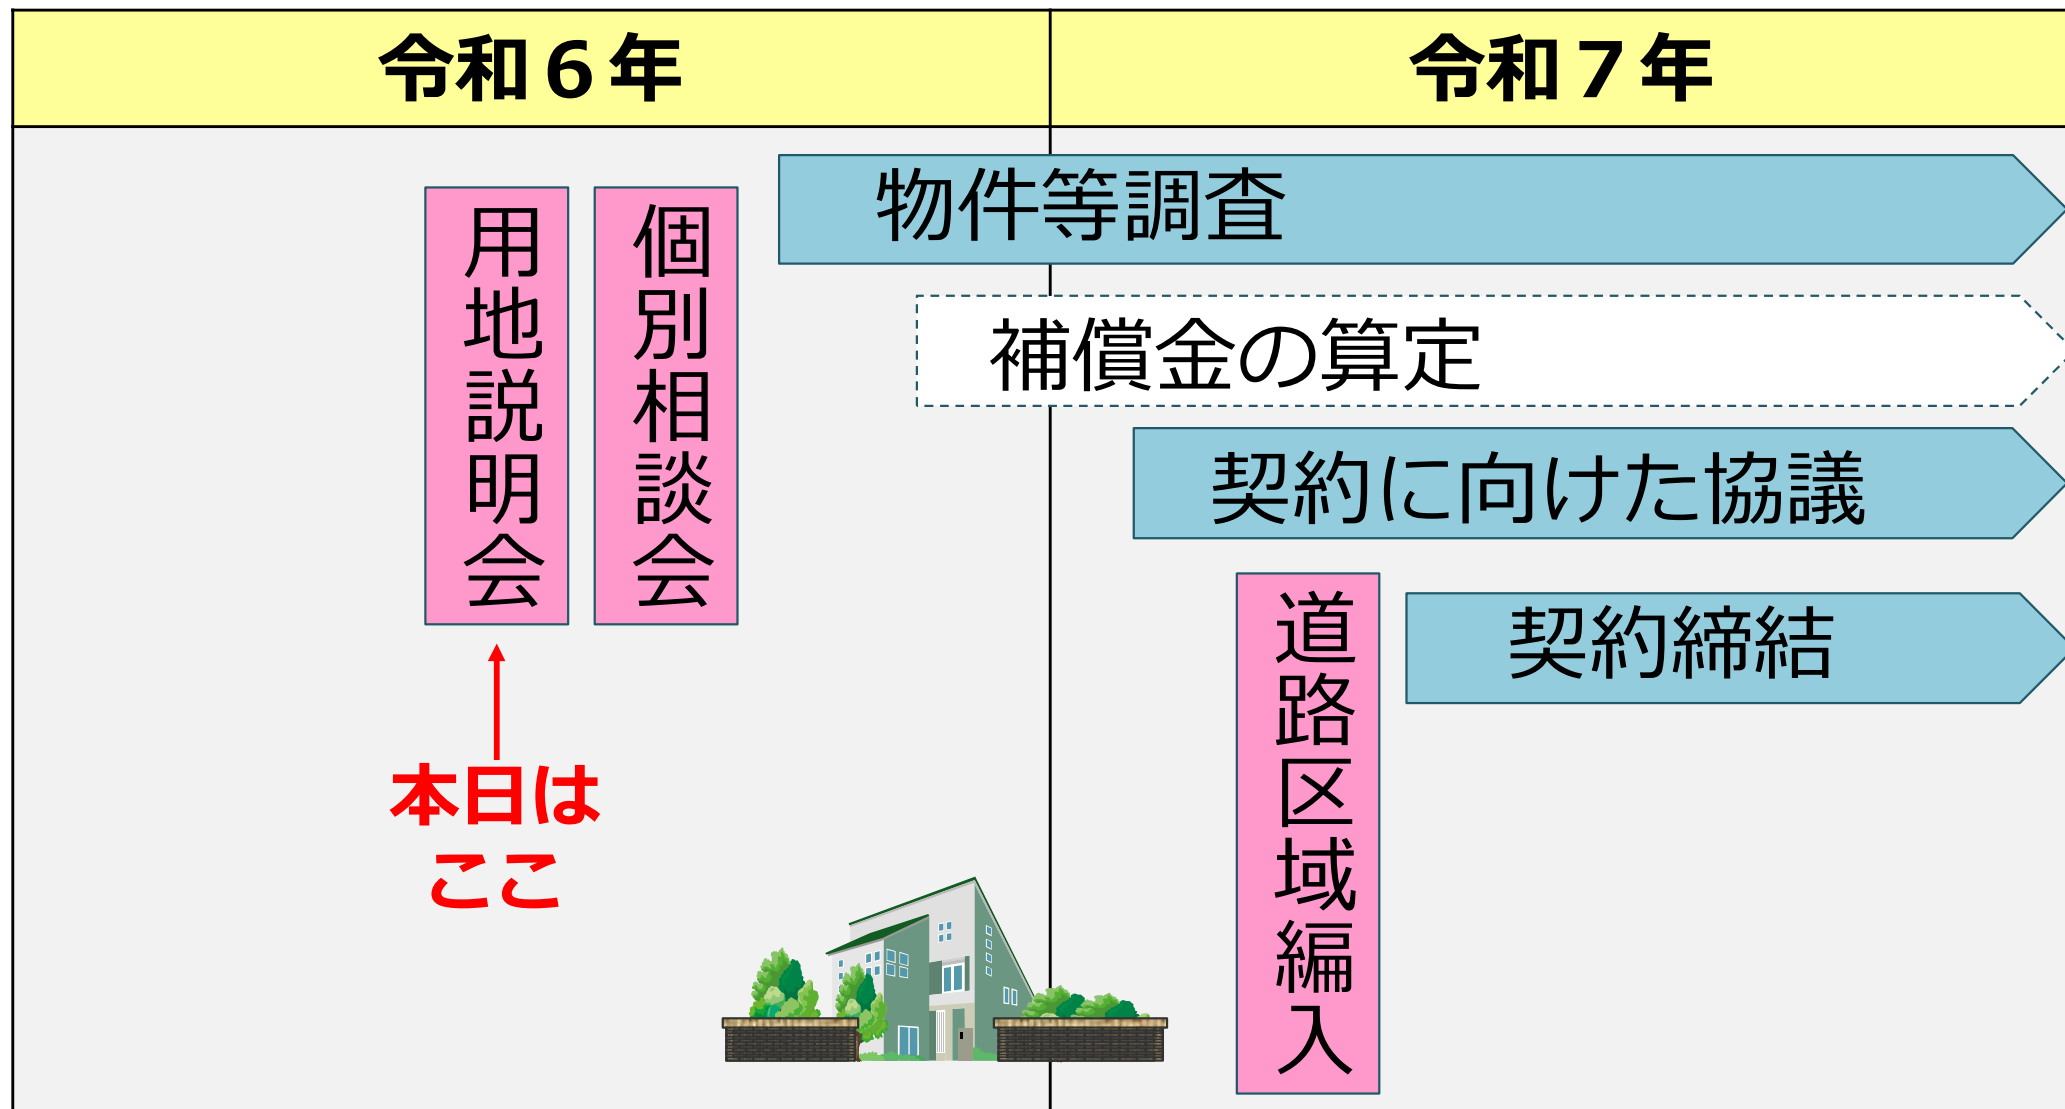 令和６年
令和７年
物件等調査
用地説明会
個別相談会
補償金の算定
契約に向けた協議
道路区域編入
契約締結
本日は
ここ